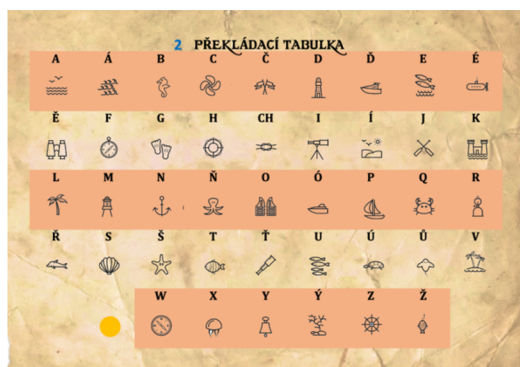 2 PŘEKLÁDACÍ TABULKA
A Á B C Č D Ď E É
Ě F G H CH I Í J K
L M N Ň O Ó P Q R
Ř S Š T Ť U Ú Ů V
W X Y Ý Z Ž